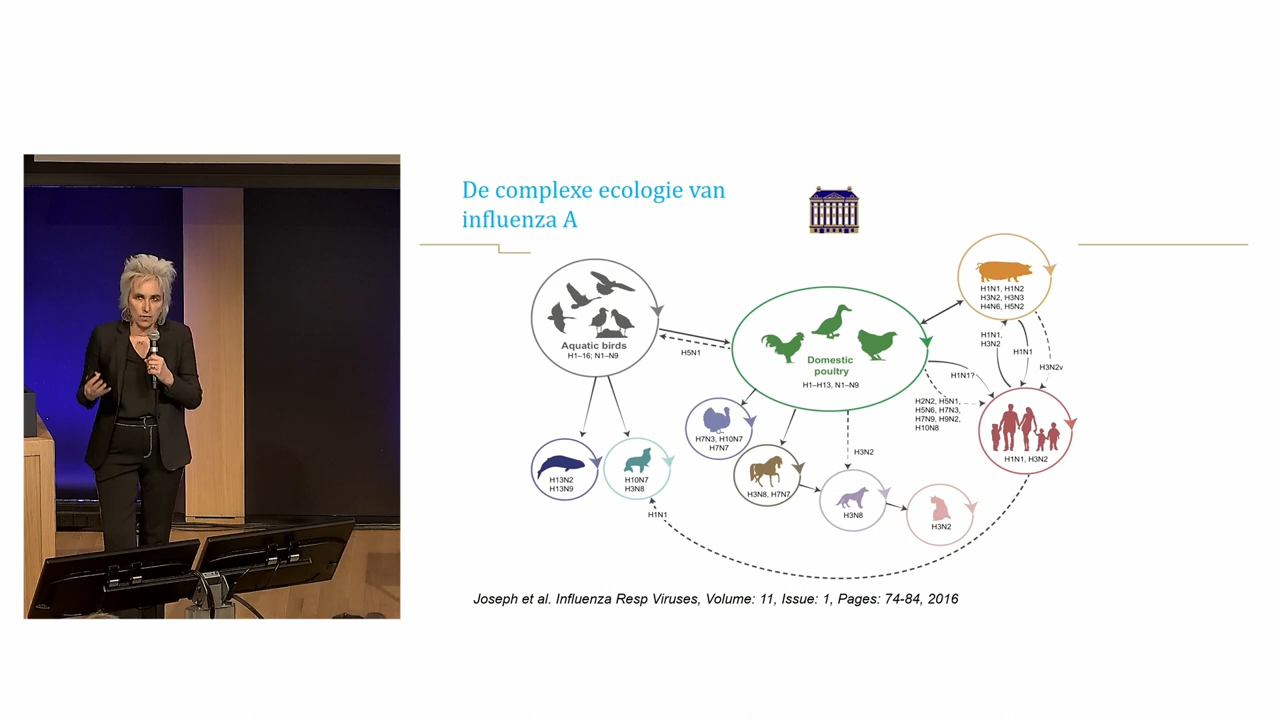 De complexe ecologie van
influenza A
Aquatic birds
H1–16; N1–N9
H5N1
Domestic
poultry
H1–H13, N1–N9
H1N1, H1N2
H3N2, H3N3
H4N6, H5N2
H1N1,
H3N2
H1N1
H3N2v
H1N1?
H2N2, H5N1,
H5N6, H7N3,
H7N9, H9N2,
H10N8
H1N1, H3N2
H7N3, H10N7
H7N7
H13N2
H13N9
H10N7
H3N8
H3N8, H7N7
H3N2
H3N8
H3N2
H1N1
Joseph et al. Influenza Resp Viruses, Volume: 11, Issue: 1, Pages: 74-84, 2016